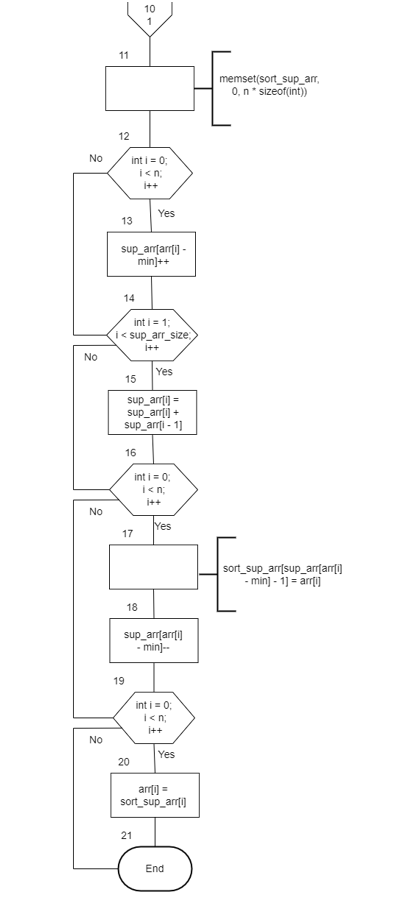 10
1
11
memset(sort_sup_arr,
0, n * sizeof(int))
12
No
int i = 0;
i < n;
i++
Yes
13
sup_arr[arr[i] -
min]++
14
int i = 1;
i < sup_arr_size;
i++
No
Yes
15
sup_arr[i] =
sup_arr[i] +
sup_arr[i - 1]
16
int i = 0;
i < n;
i++
No
Yes
17
sort_sup_arr[sup_arr[arr[i]
- min] - 1] = arr[i]
18
sup_arr[arr[i]
- min]--
19
int i = 0;
i < n;
i++
No
Yes
20
arr[i] =
sort_sup_arr[i]
21
End